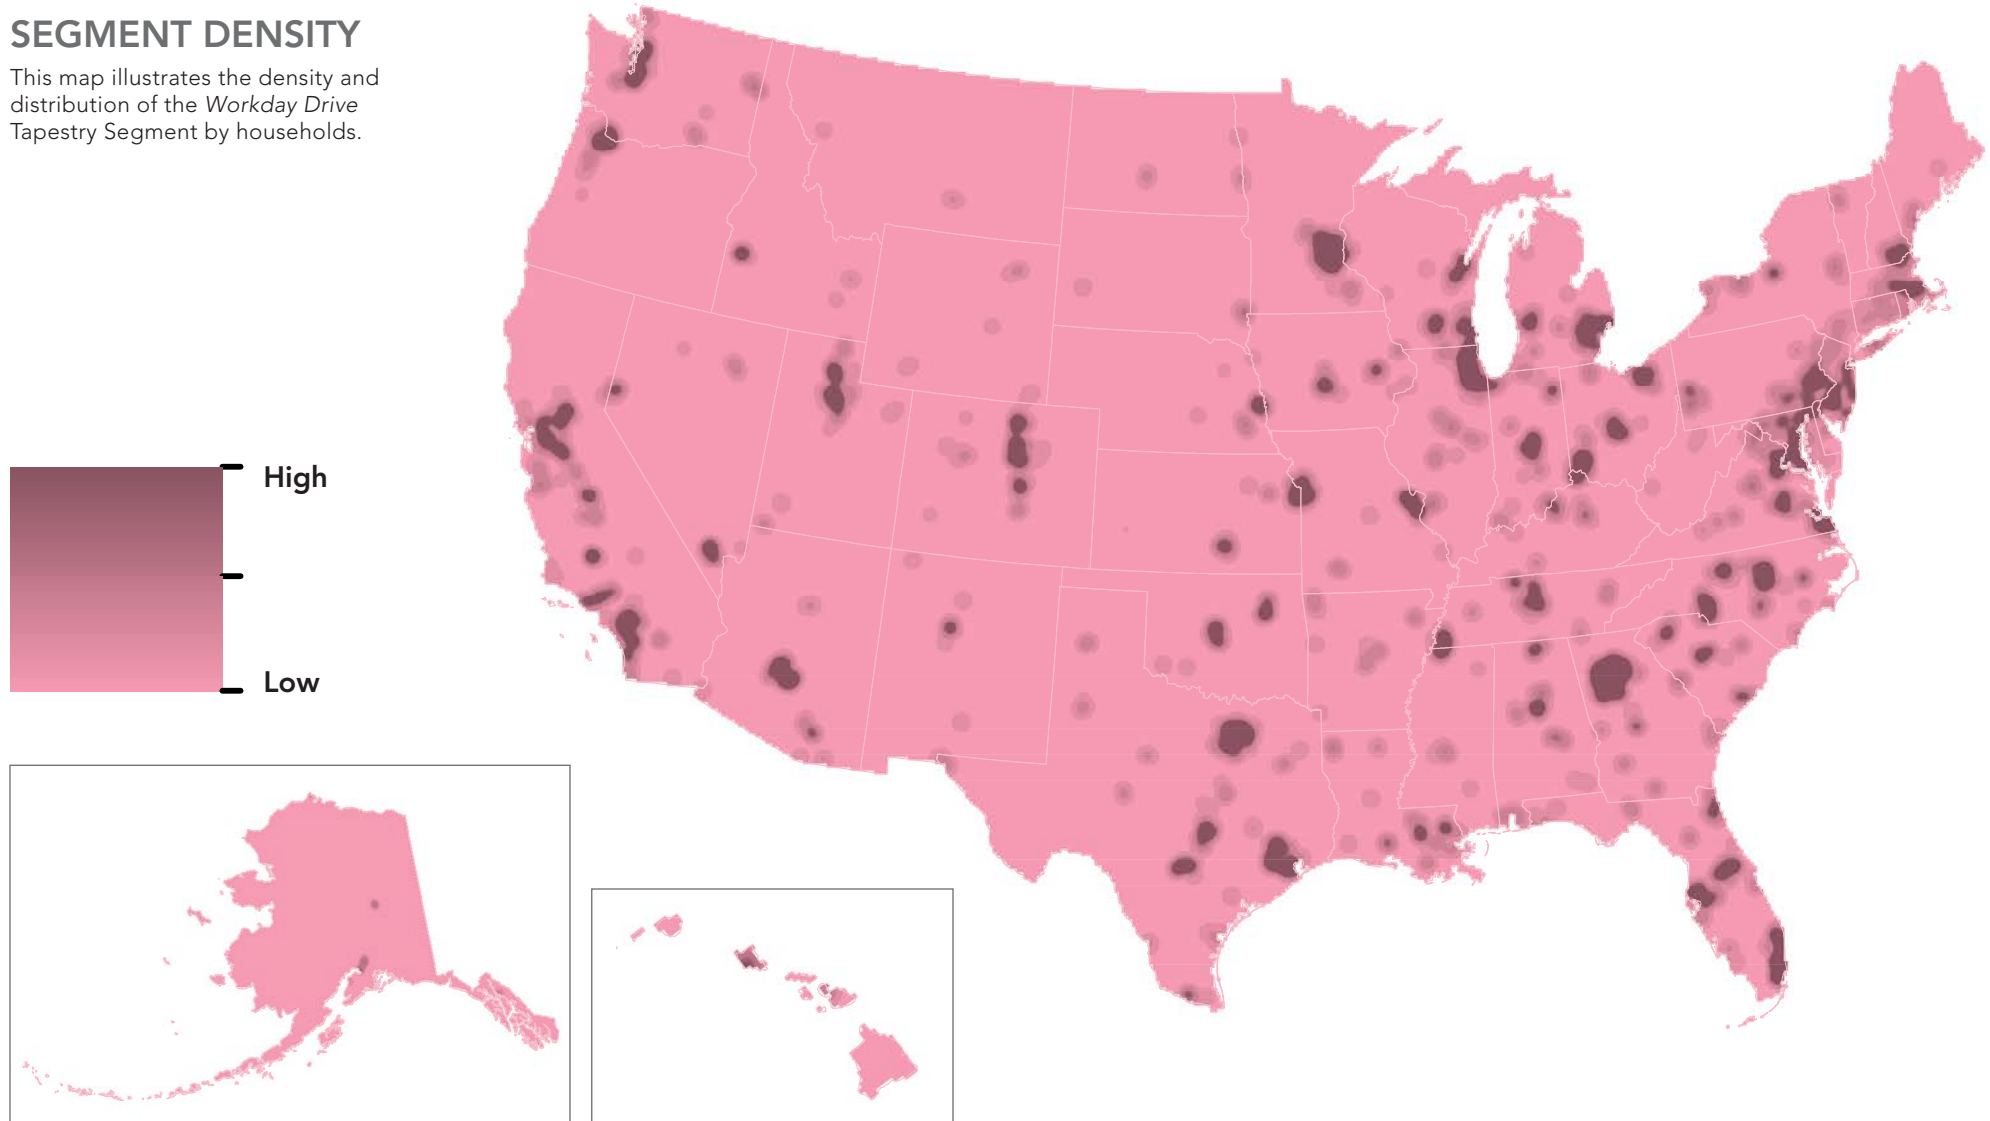 SEGMENT DENSITY
This map illustrates the density and
distribution of the Workday Drive
Tapestry Segment by households.
High
Low